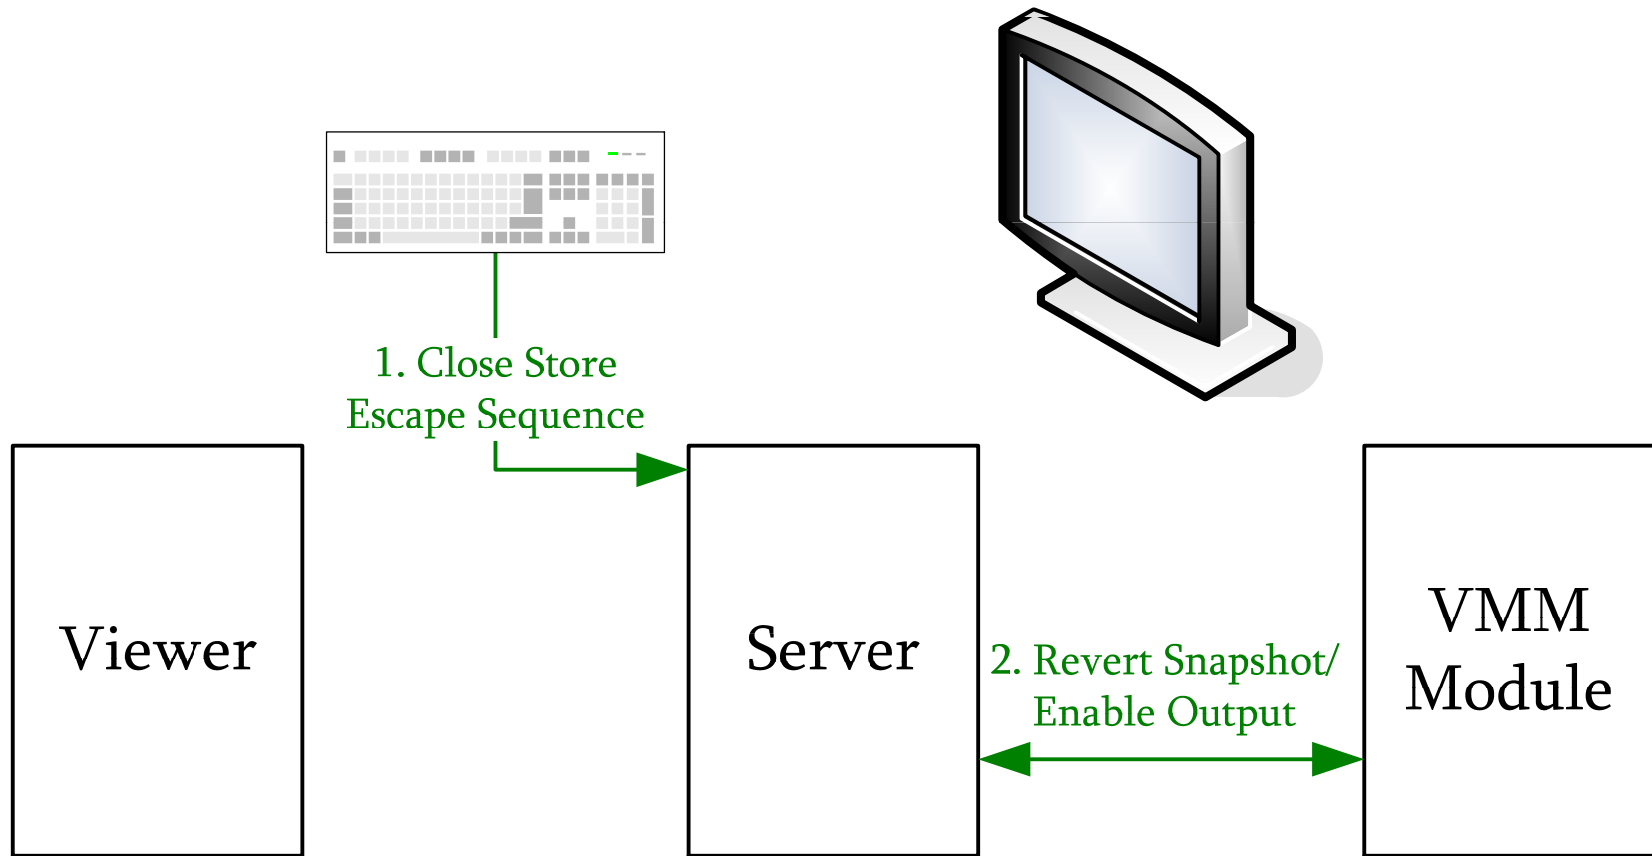 1. Close Store
Escape Sequence
Viewer
Server
2. Revert Snapshot/
Enable Output
VMM
Module